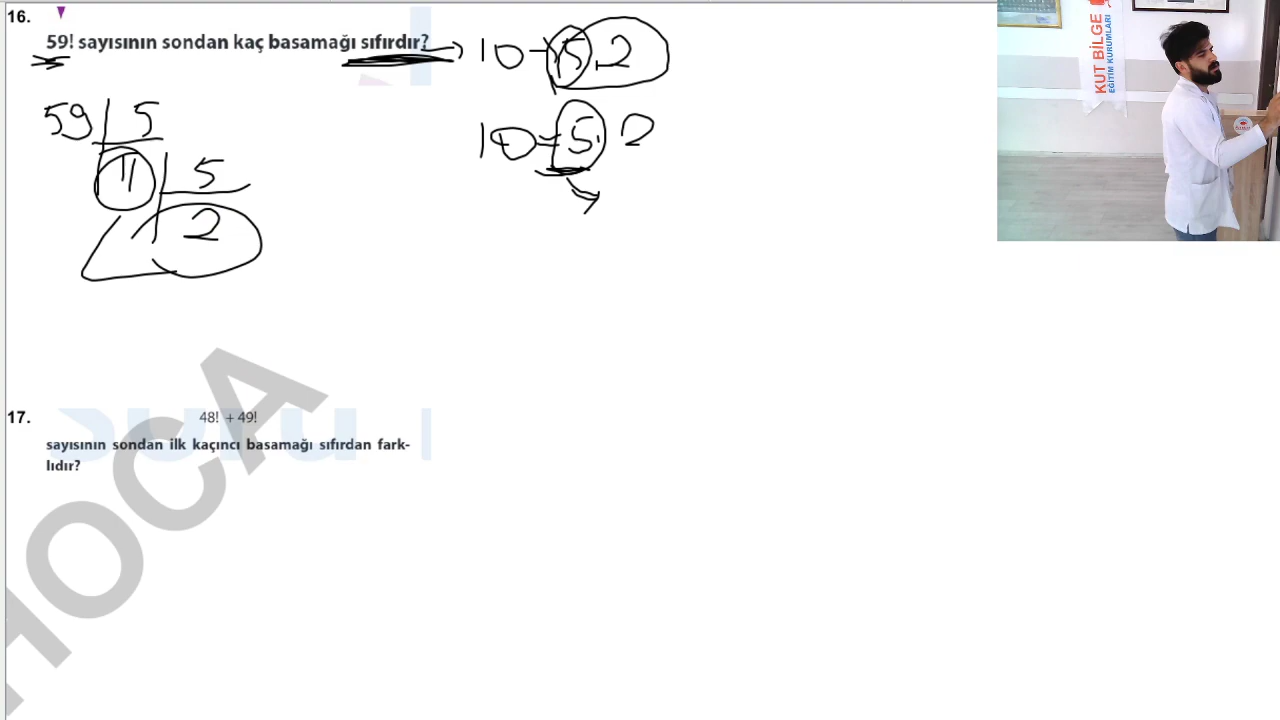 16.
59! sayısının sondan kaç basamağı sıfırdır?
10 = 5.2
10 = 5.2
59 | 5
11 | 5
2
17.
48! + 49!
sayısının sondan ilk kaçıncı basamağı sıfırdan fark-
lıdır?
HOCA
KUT BİLGE
EĞİTİM KURUMLARI